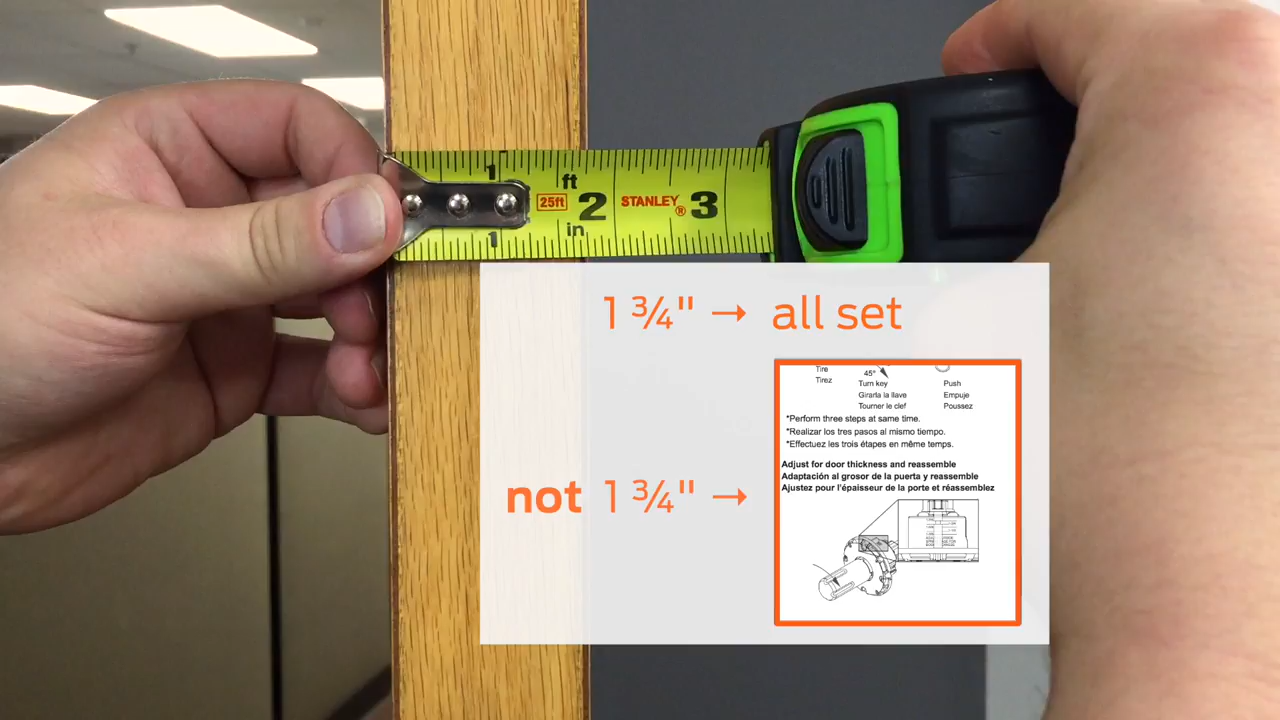 1
ft
25ft 2 STANLEY® 3
1 in
1 ¾" → all set
not 1 ¾" →
Tire
Tirez
45°
Turn key
Girarla la llave
Tourner le clef
Push
Empuje
Poussez
*Perform three steps at same time.
*Realizar los tres pasos al mismo tiempo.
*Effectuez les trois étapes en même temps.
Adjust for door thickness and reassemble
Adaptación al grosor de la puerta y reassemble
Ajustez pour l'épaisseur de la porte et réassemblez